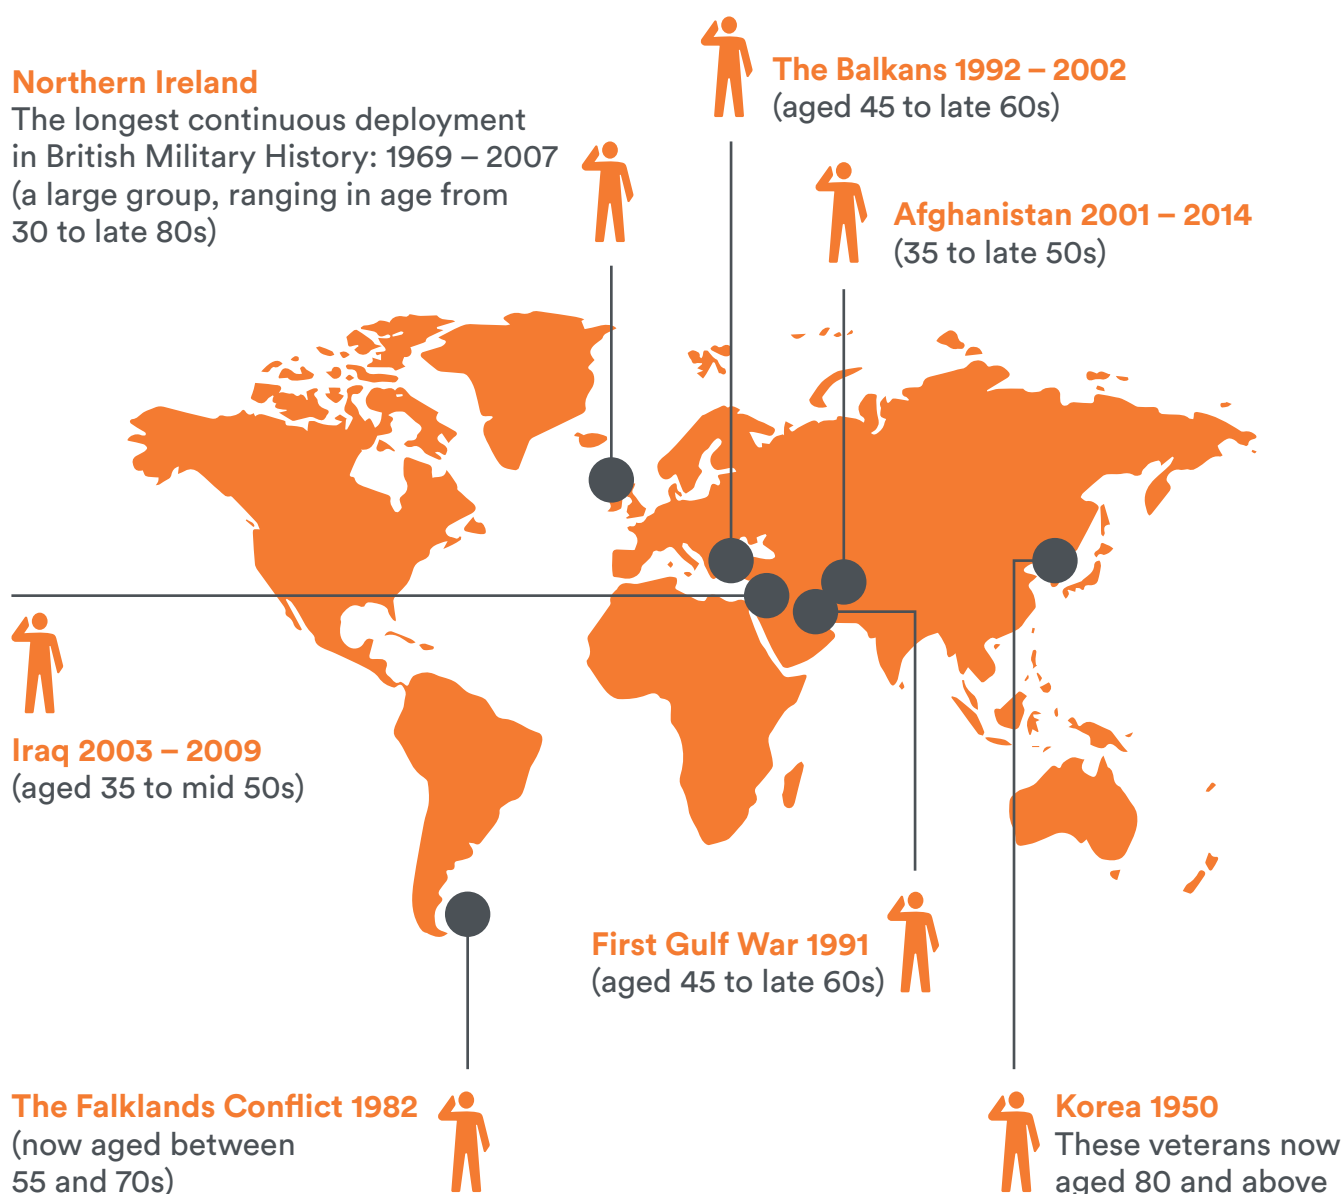 Northern Ireland
The longest continuous deployment
in British Military History: 1969 – 2007
(a large group, ranging in age from
30 to late 80s)
The Balkans 1992 – 2002
(aged 45 to late 60s)
Afghanistan 2001 – 2014
(35 to late 50s)
Iraq 2003 – 2009
(aged 35 to mid 50s)
First Gulf War 1991
(aged 45 to late 60s)
The Falklands Conflict 1982
(now aged between
55 and 70s)
Korea 1950
These veterans now
aged 80 and above